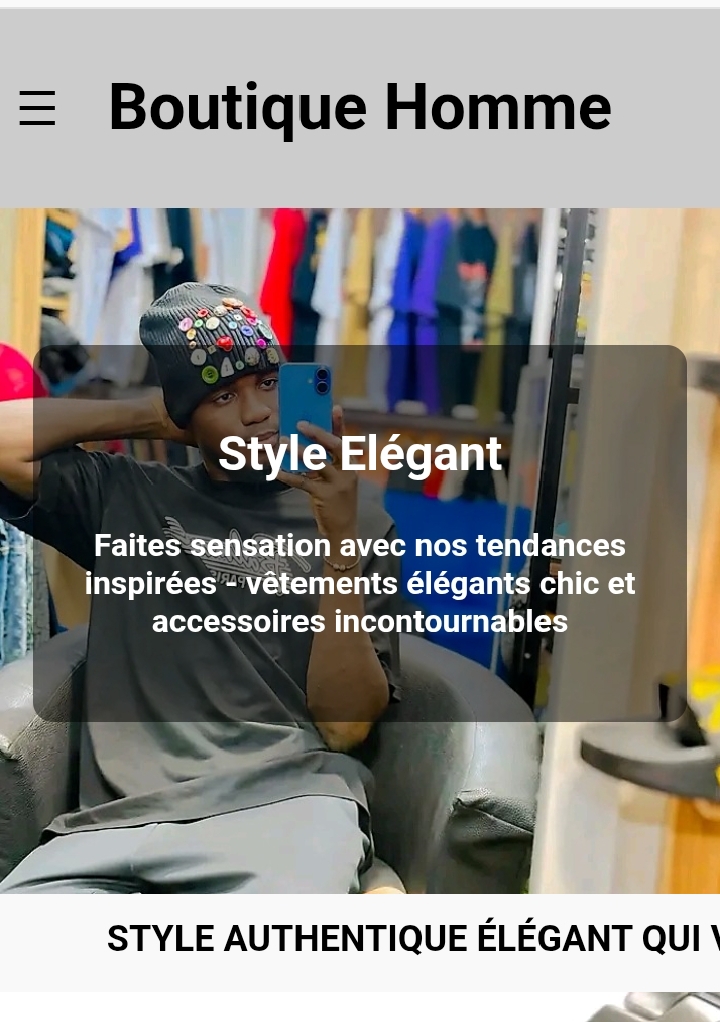 Boutique Homme
Style Elégant
Faites sensation avec nos tendances
inspirées - vêtements élégants chic et
accessoires incontournables
STYLE AUTHENTIQUE ÉLÉGANT QUI